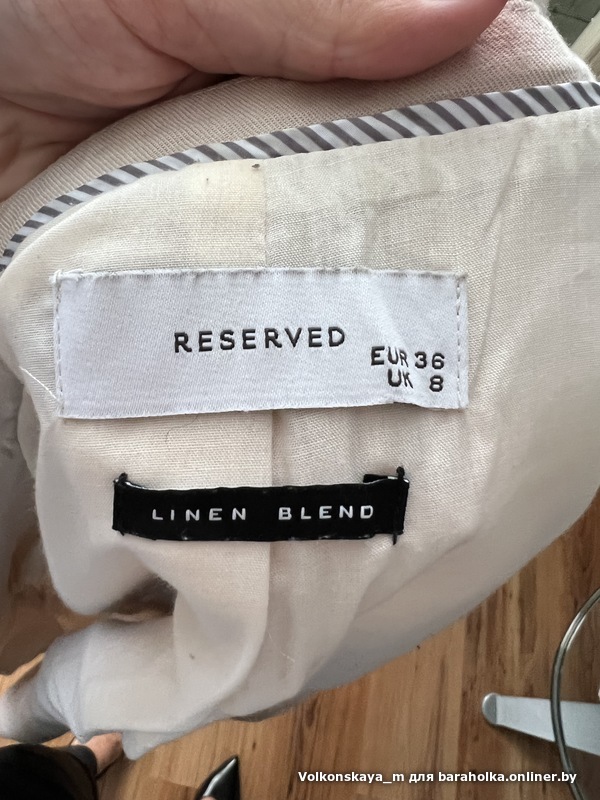 RESERVED
EUR 36
UK 8
LINEN BLEND
Volkonskaya_m для baraholka.onliner.by